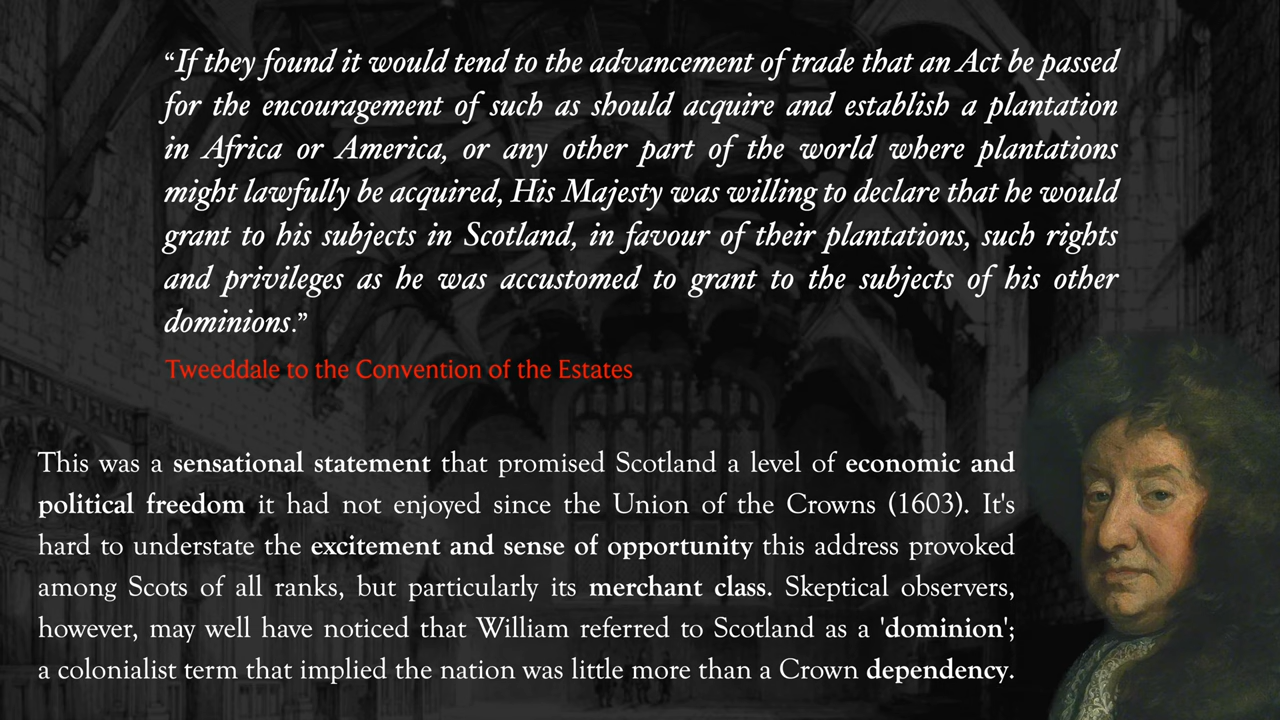 “If they found it would tend to the advancement of trade that an Act be passed
for the encouragement of such as should acquire and establish a plantation
in Africa or America, or any other part of the world where plantations
might lawfully be acquired, His Majesty was willing to declare that he would
grant to his subjects in Scotland, in favour of their plantations, such rights
and privileges as he was accustomed to grant to the subjects of his other
dominions.”
Tweeddale to the Convention of the Estates
This was a sensational statement that promised Scotland a level of economic and
political freedom it had not enjoyed since the Union of the Crowns (1603). It's
hard to understate the excitement and sense of opportunity this address provoked
among Scots of all ranks, but particularly its merchant class. Skeptical observers,
however, may well have noticed that William referred to Scotland as a 'dominion';
a colonialist term that implied the nation was little more than a Crown dependency.